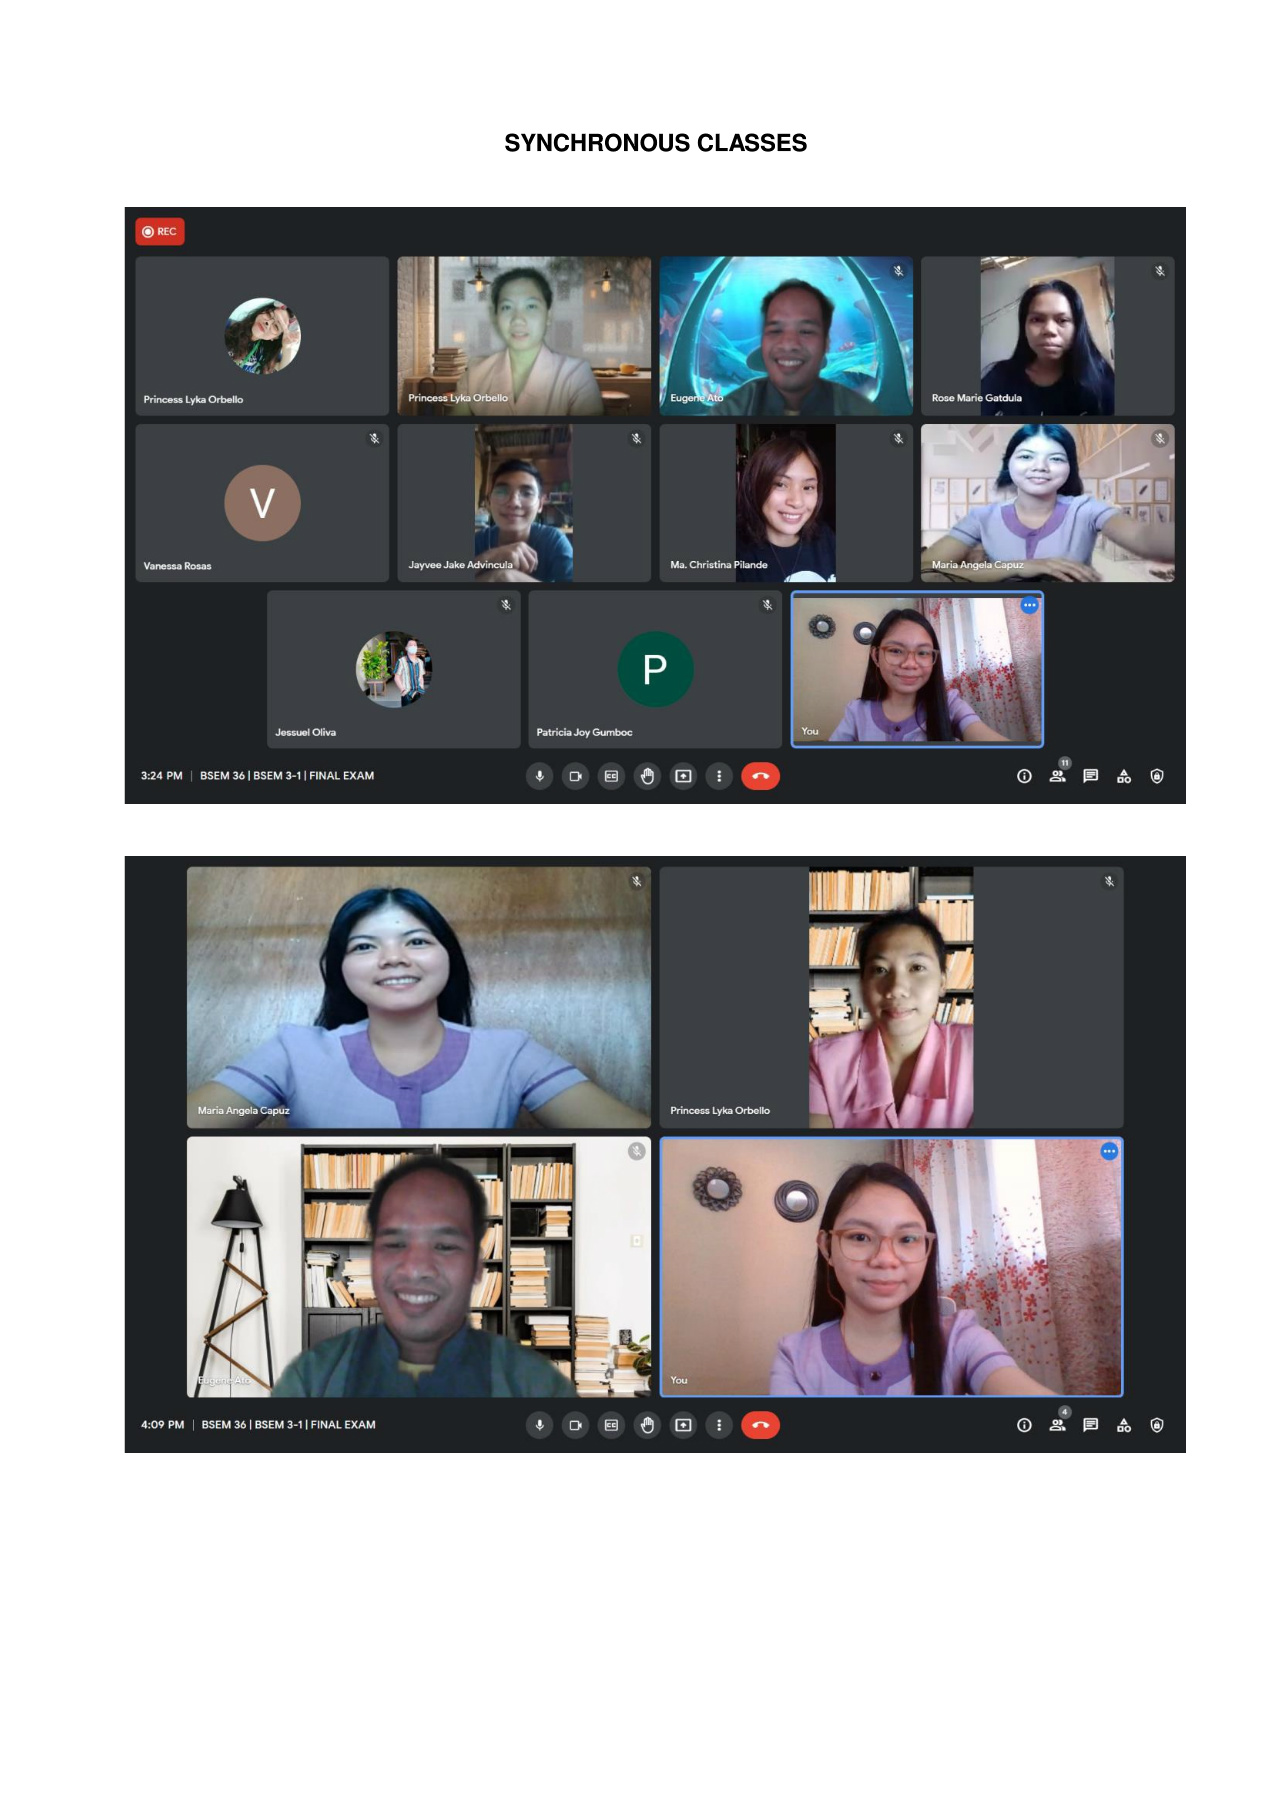 SYNCHRONOUS CLASSES
REC
Princess Lyka Orbello
Princess Lyka Orbello
Eugene Ato
Rose Marie Gatdula
V
Vanessa Rosas
Jayvee Jake Advincula
Ma. Christina Pilande
Maria Angela Capuz
Jessuel Oliva
P
Patricia Joy Gumboc
You
11
3:24 PM | BSEM 36 | BSEM 3-1 | FINAL EXAM
CC
Maria Angela Capuz
Princess Lyka Orbello
Eugene Ato
You
4
4:09 PM | BSEM 36 | BSEM 3-1 | FINAL EXAM
CC